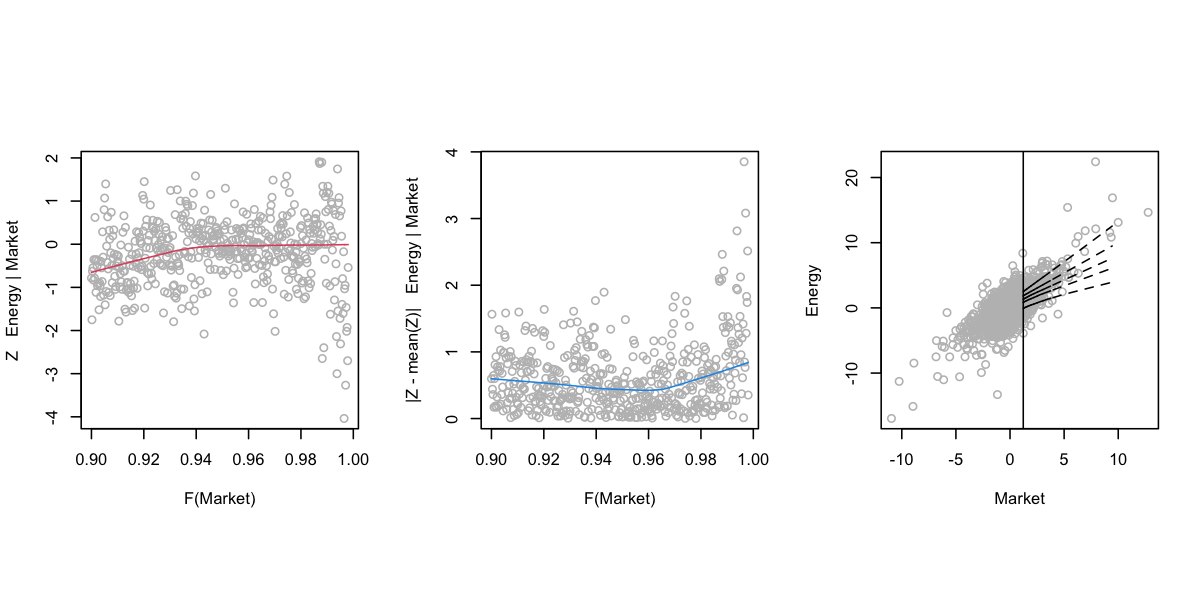 Z   Energy | Market
2
1
0
-1
-2
-3
-4
0.90 0.92 0.94 0.96 0.98 1.00
F(Market)
|Z - mean(Z)|   Energy | Market
4
3
2
1
0
0.90 0.92 0.94 0.96 0.98 1.00
F(Market)
Energy
20
10
0
-10
-10 -5 0 5 10
Market